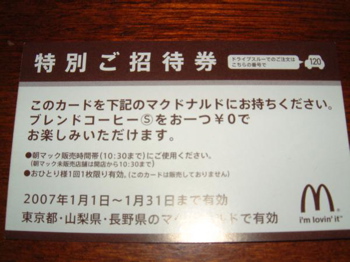 特別ご招待券
ドライブスルーでのご注文は
こちらの番号で
120
このカードを下記のマクドナルドにお持ちください。
ブレンドコーヒーⓈをお一つ￥0で
お楽しみいただけます。
●朝マック販売時間帯(10:30まで)にご使用ください。
(朝マック未販売店舗は開店から10:30まで)
●おひとり様1回1枚限り有効。(このカードは販売しておりません)
2007年1月1日～1月31日まで有効
東京都・山梨県・長野県のマクドナルドで有効
i'm lovin' it